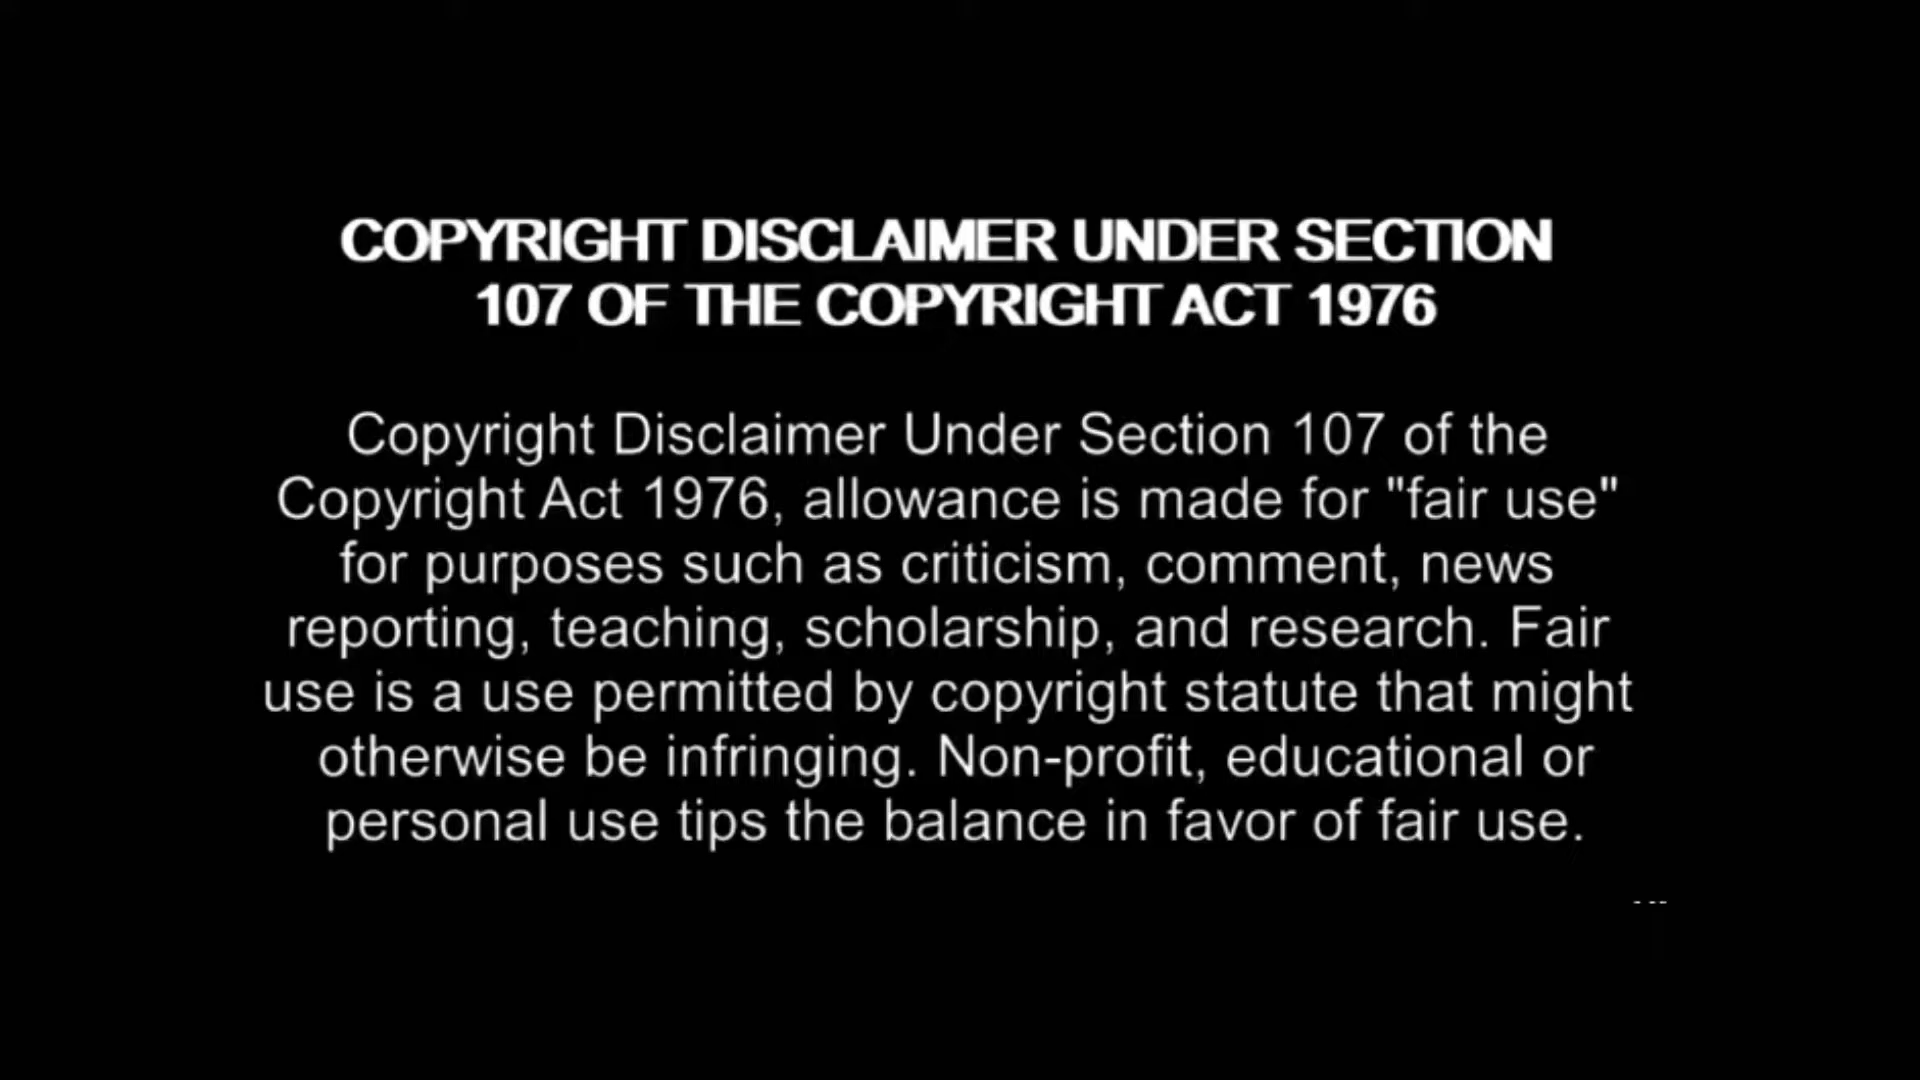 COPYRIGHT DISCLAIMER UNDER SECTION
107 OF THE COPYRIGHT ACT 1976
Copyright Disclaimer Under Section 107 of the
Copyright Act 1976, allowance is made for "fair use"
for purposes such as criticism, comment, news
reporting, teaching, scholarship, and research. Fair
use is a use permitted by copyright statute that might
otherwise be infringing. Non-profit, educational or
personal use tips the balance in favor of fair use.